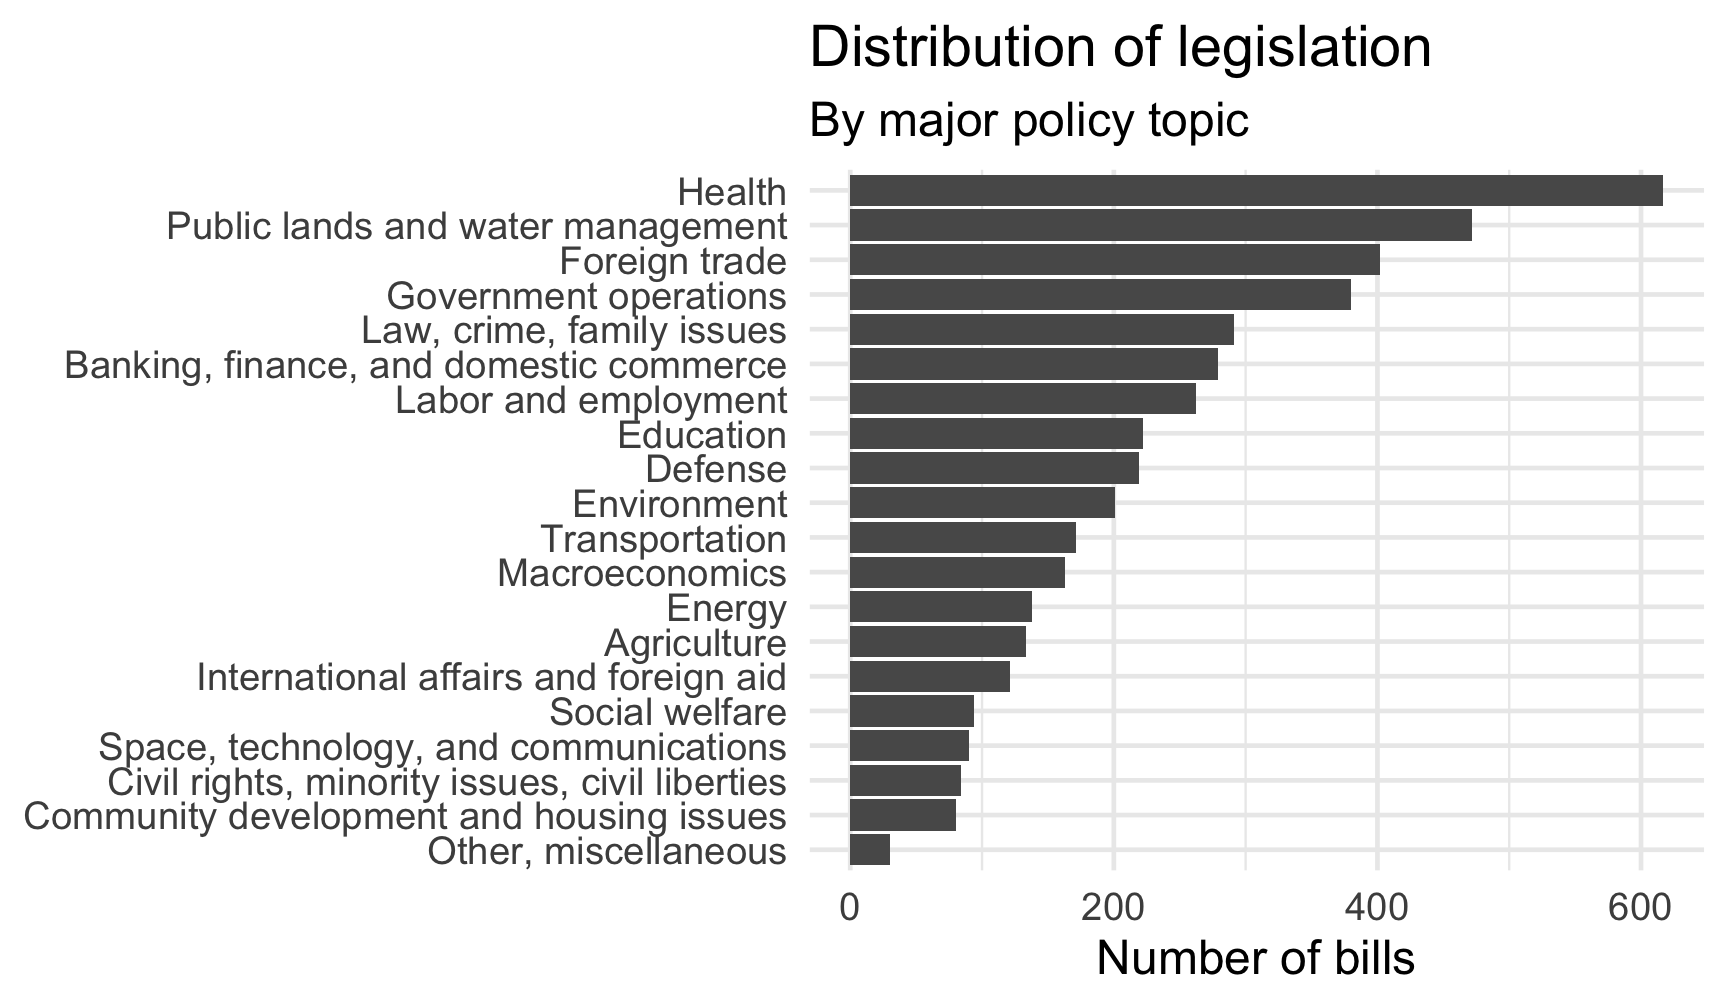 Distribution of legislation
By major policy topic
Health
Public lands and water management
Foreign trade
Government operations
Law, crime, family issues
Banking, finance, and domestic commerce
Labor and employment
Education
Defense
Environment
Transportation
Macroeconomics
Energy
Agriculture
International affairs and foreign aid
Social welfare
Space, technology, and communications
Civil rights, minority issues, civil liberties
Community development and housing issues
Other, miscellaneous
0 200 400 600
Number of bills